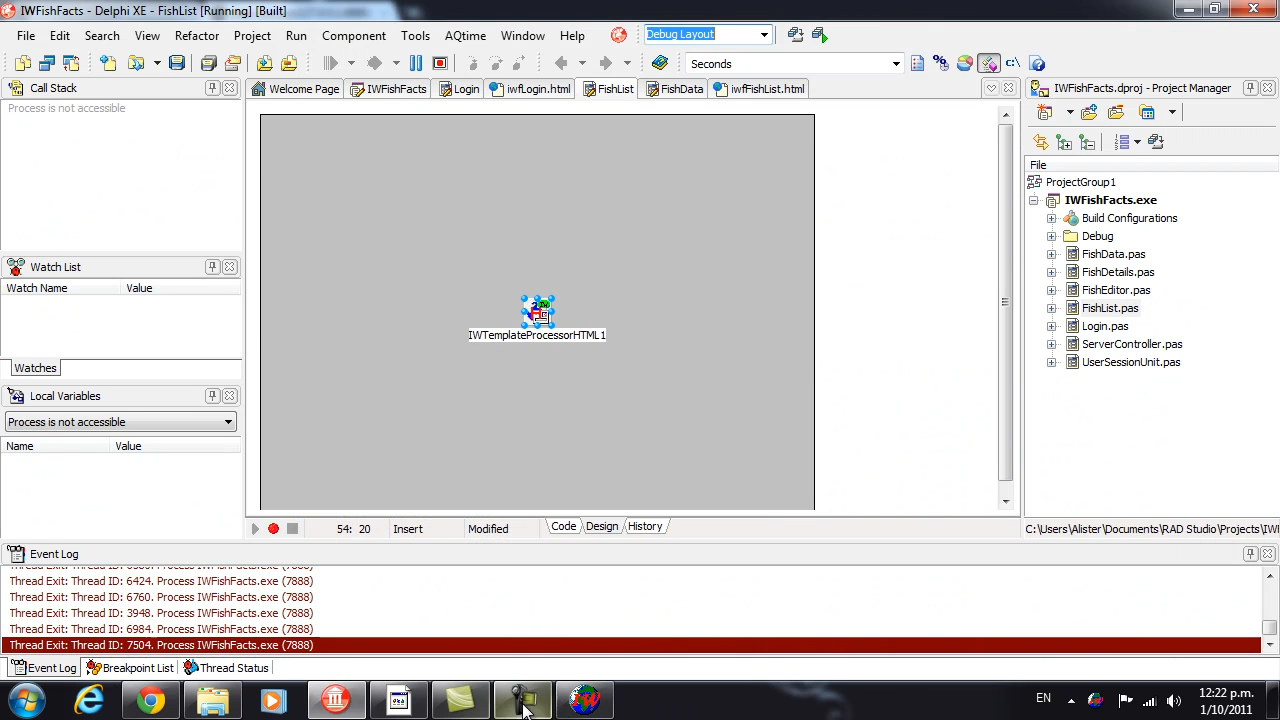 IWFishFacts - Delphi XE - FishList [Running] [Built]
File Edit Search View Refactor Project Run Component Tools AQtime Window Help Debug Layout
Seconds
Call Stack
Process is not accessible
Welcome Page IWFishFacts Login iwfLogin.html FishList FishData iwfFishList.html
IWFishFacts.dproj - Project Manager
File
ProjectGroup1
IWFishFacts.exe
Build Configurations
Debug
FishData.pas
FishDetails.pas
FishEditor.pas
FishList.pas
Login.pas
ServerController.pas
UserSessionUnit.pas
IWTemplateProcessorHTML1
Watch List
Watch Name Value
Watches
Local Variables
Process is not accessible
Name Value
54: 20 Insert Modified Code Design History
C:\Users\Alister\Documents\RAD Studio\Projects\IW
Event Log
Thread Exit: Thread ID: 6424. Process IWFishFacts.exe (7888)
Thread Exit: Thread ID: 6760. Process IWFishFacts.exe (7888)
Thread Exit: Thread ID: 3948. Process IWFishFacts.exe (7888)
Thread Exit: Thread ID: 6984. Process IWFishFacts.exe (7888)
Thread Exit: Thread ID: 7504. Process IWFishFacts.exe (7888)
Event Log Breakpoint List Thread Status
EN
12:22 p.m.
1/10/2011